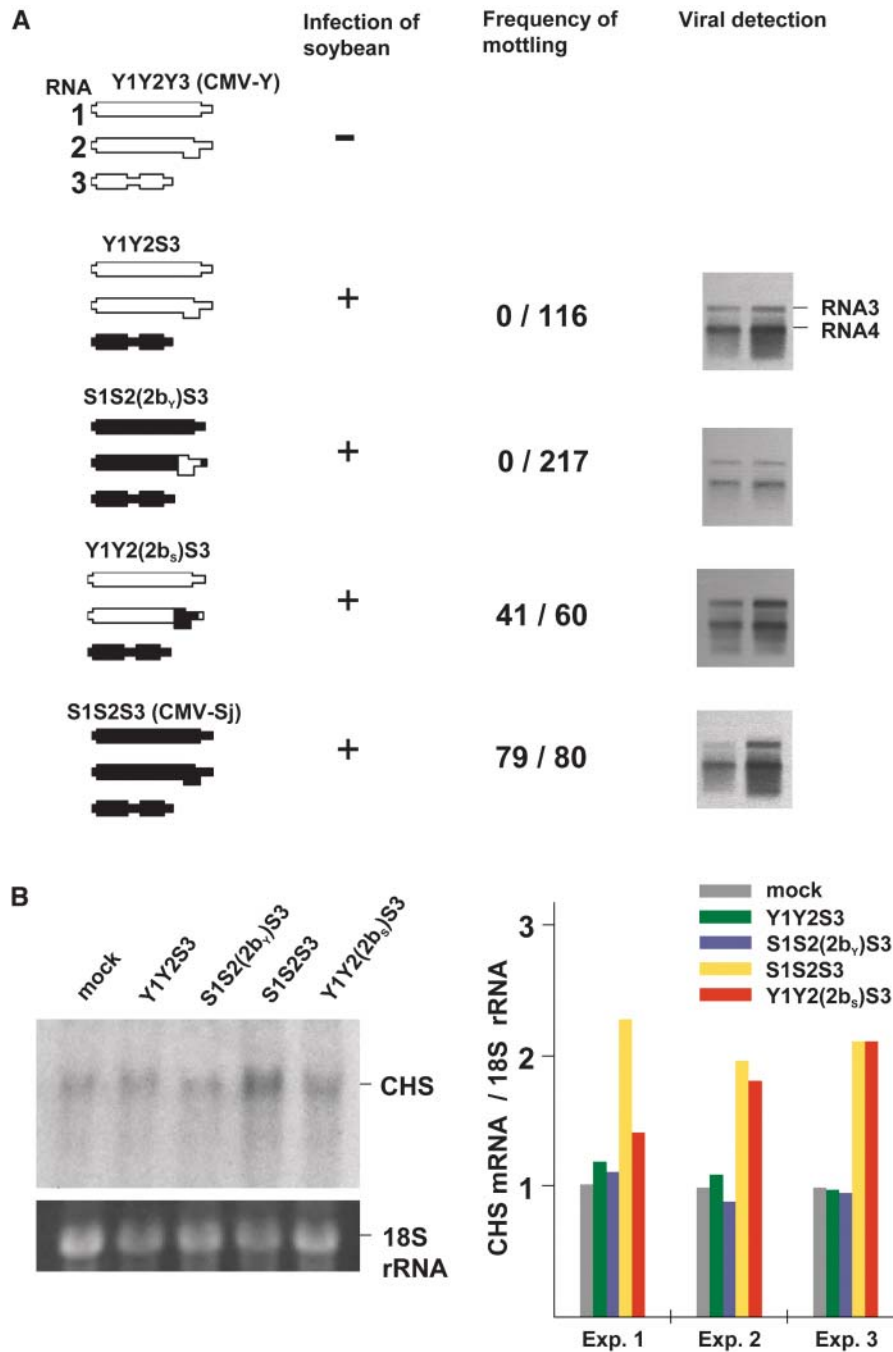 A
Infection of soybean
Frequency of mottling
Viral detection
RNA
Y1Y2Y3 (CMV-Y)
1
2
3
-
Y1Y2S3
+
0 / 116
RNA3
RNA4
S1S2(2bY)S3
+
0 / 217
Y1Y2(2bS)S3
+
41 / 60
S1S2S3 (CMV-Sj)
+
79 / 80
B
mock
Y1Y2S3
S1S2(2bY)S3
S1S2S3
Y1Y2(2bS)S3
CHS
18S rRNA
CHS mRNA / 18S rRNA
3
2
1
mock
Y1Y2S3
S1S2(2bY)S3
S1S2S3
Y1Y2(2bS)S3
Exp. 1
Exp. 2
Exp. 3